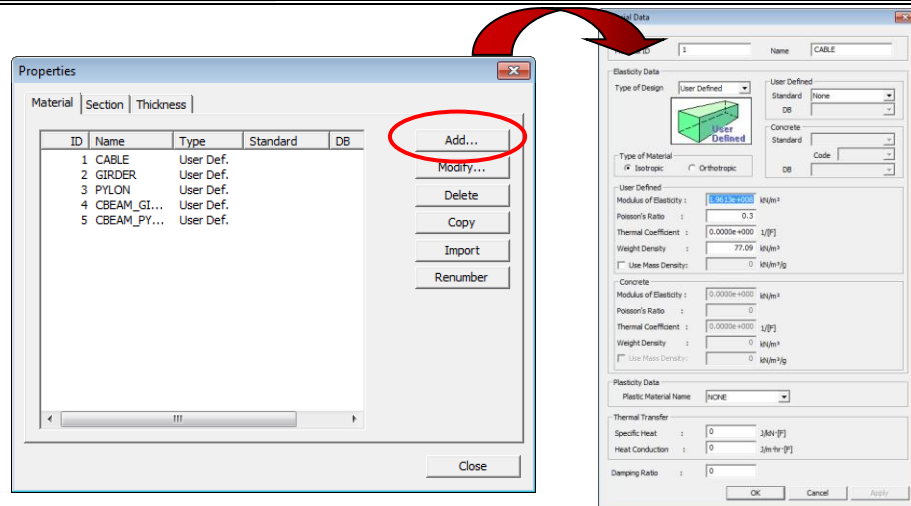 Properties
Material Section Thickness
ID Name Type Standard DB
1 CABLE User Def.
2 GIRDER User Def.
3 PYLON User Def.
4 CBEAM_GI... User Def.
5 CBEAM_PY... User Def.
Add...
Modify...
Delete
Copy
Import
Renumber
Close
Data
ID 1 Name CABLE
Elasticity Data
Type of Design User Defined
User Defined
User Defined
Standard None
DB
Concrete
Standard
Code
DB
Type of Material
Isotropic Orthotropic
User Defined
Modulus of Elasticity : 1.9613e+008 kN/m²
Poisson's Ratio : 0.3
Thermal Coefficient : 0.0000e+000 1/[F]
Weight Density : 77.09 kN/m³
Use Mass Density: 0 kN/m³/g
Concrete
Modulus of Elasticity : 0.0000e+000 kN/m²
Poisson's Ratio : 0
Thermal Coefficient : 0.0000e+000 1/[F]
Weight Density : 0 kN/m³
Use Mass Density: 0 kN/m³/g
Plasticity Data
Plastic Material Name NONE
Thermal Transfer
Specific Heat : 0 J/kN·[F]
Heat Conduction : 0 J/m·hr·[F]
Damping Ratio : 0
OK Cancel Apply